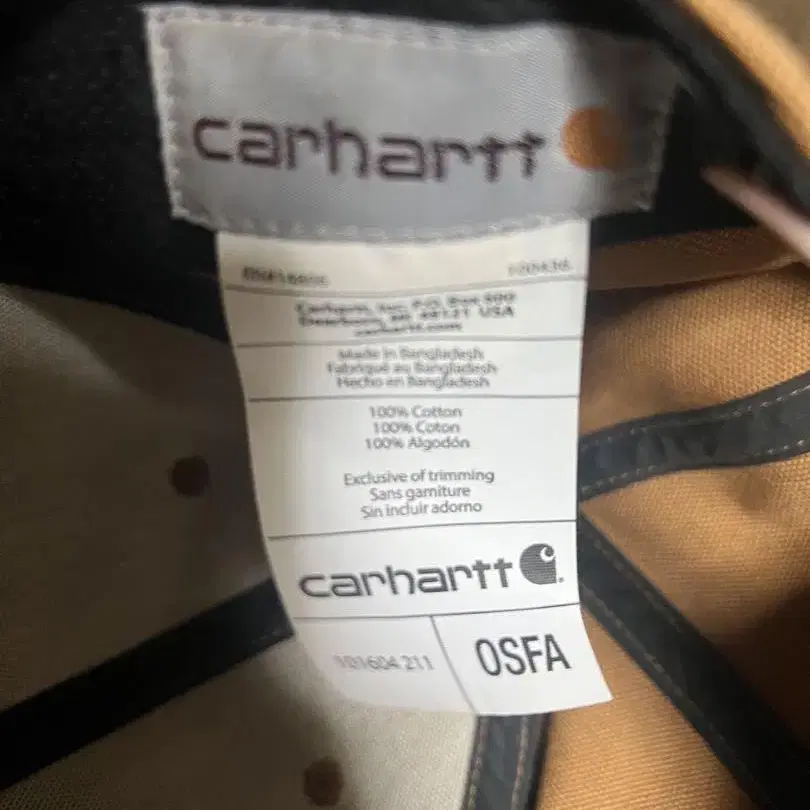 carhartt
Carhartt, Inc. P.O. Box 600
Dearborn, MI 48121 USA
carhartt.com
Made in Bangladesh
Fabriqué au Bangladesh
Hecho en Bangladesh
100% Cotton
100% Coton
100% Algodón
Exclusive of trimming
Sans garniture
Sin incluir adorno
carhartt
101604 211
OSFA